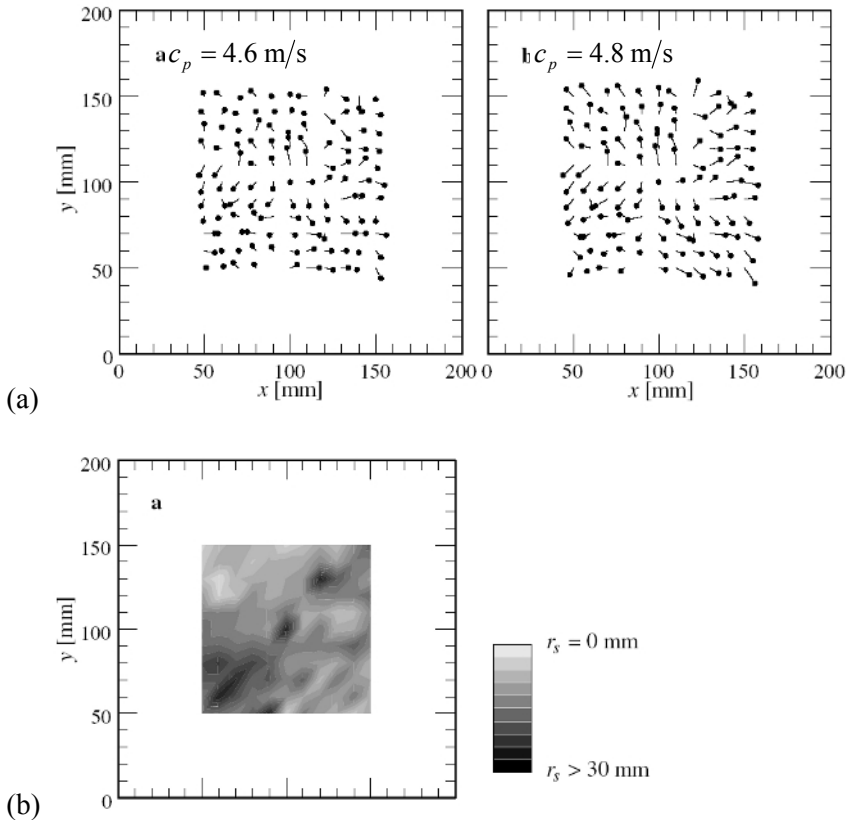 a c_p = 4.6 m/s
b c_p = 4.8 m/s
200
150
100
50
0
y [mm]
0 50 100 150 200 0 50 100 150 200
x [mm] x [mm]
(a)
200
150
100
50
0
y [mm]
a
r_s = 0 mm
r_s > 30 mm
(b)